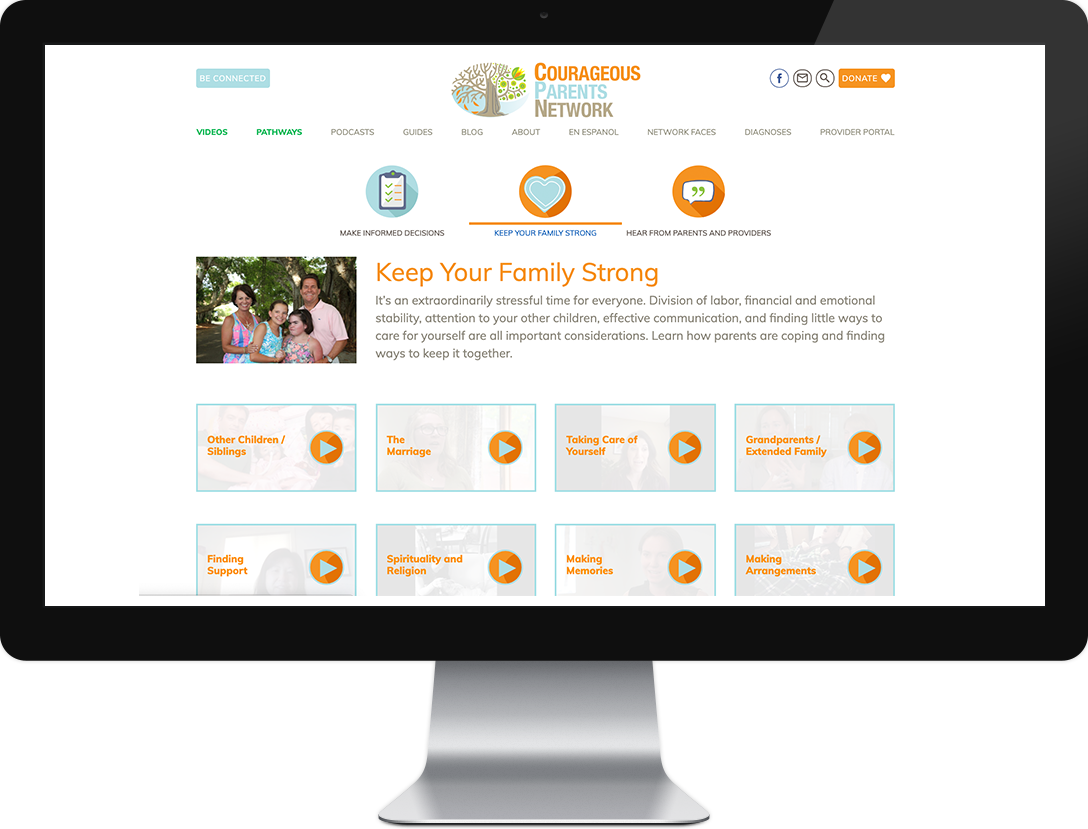 BE CONNECTED
COURAGEOUS
PARENTS
NETWORK
f
DONATE
VIDEOS PATHWAYS PODCASTS GUIDES BLOG ABOUT EN ESPANOL NETWORK FACES DIAGNOSES PROVIDER PORTAL
MAKE INFORMED DECISIONS KEEP YOUR FAMILY STRONG HEAR FROM PARENTS AND PROVIDERS
Keep Your Family Strong
It's an extraordinarily stressful time for everyone. Division of labor, financial and emotional
stability, attention to your other children, effective communication, and finding little ways to
care for yourself are all important considerations. Learn how parents are coping and finding
ways to keep it together.
Other Children /
Siblings
The
Marriage
Taking Care of
Yourself
Grandparents /
Extended Family
Finding
Support
Spirituality and
Religion
Making
Memories
Making
Arrangements